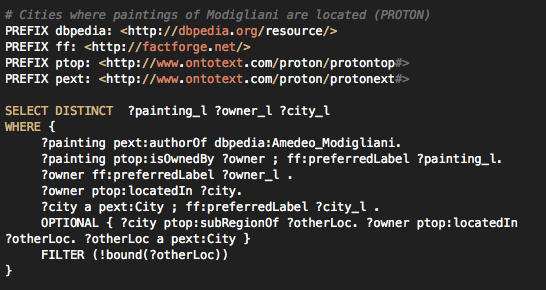 # Cities where paintings of Modigliani are located (PROTON)
PREFIX dbpedia: <http://dbpedia.org/resource/>
PREFIX ff: <http://factforge.net/>
PREFIX ptop: <http://www.ontotext.com/proton/protontop#>
PREFIX pext: <http://www.ontotext.com/proton/protonext#>
SELECT DISTINCT ?painting_l ?owner_l ?city_l
WHERE {
?painting pext:authorOf dbpedia:Amedeo_Modigliani.
?painting ptop:isOwnedBy ?owner ; ff:preferredLabel ?painting_l.
?owner ff:preferredLabel ?owner_l .
?owner ptop:locatedIn ?city.
?city a pext:City ; ff:preferredLabel ?city_l .
OPTIONAL { ?city ptop:subRegionOf ?otherLoc. ?owner ptop:locatedIn
?otherLoc. ?otherLoc a pext:City }
FILTER (!bound(?otherLoc))
}